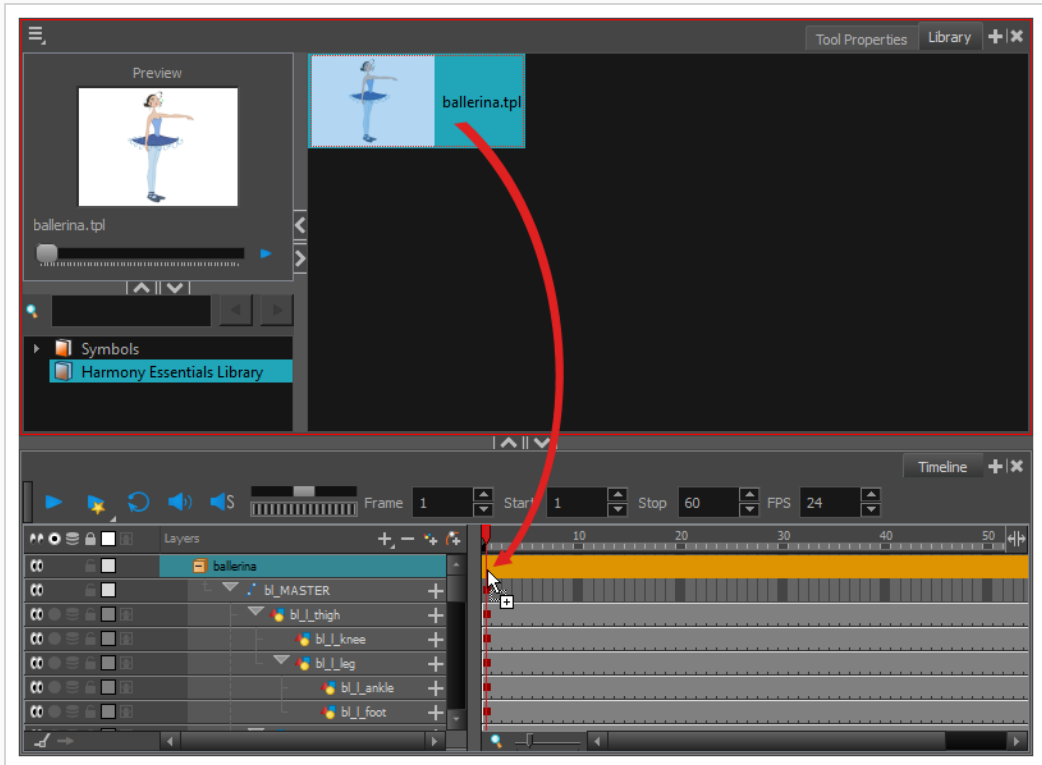 Tool Properties Library
Preview
ballerina.tpl
ballerina.tpl
Symbols
Harmony Essentials Library
Timeline
S Frame 1 Start 1 Stop 60 FPS 24
Layers 10 20 30 40 50
ballerina
bl_MASTER
bl_l_thigh
bl_l_knee
bl_l_leg
bl_l_ankle
bl_l_foot